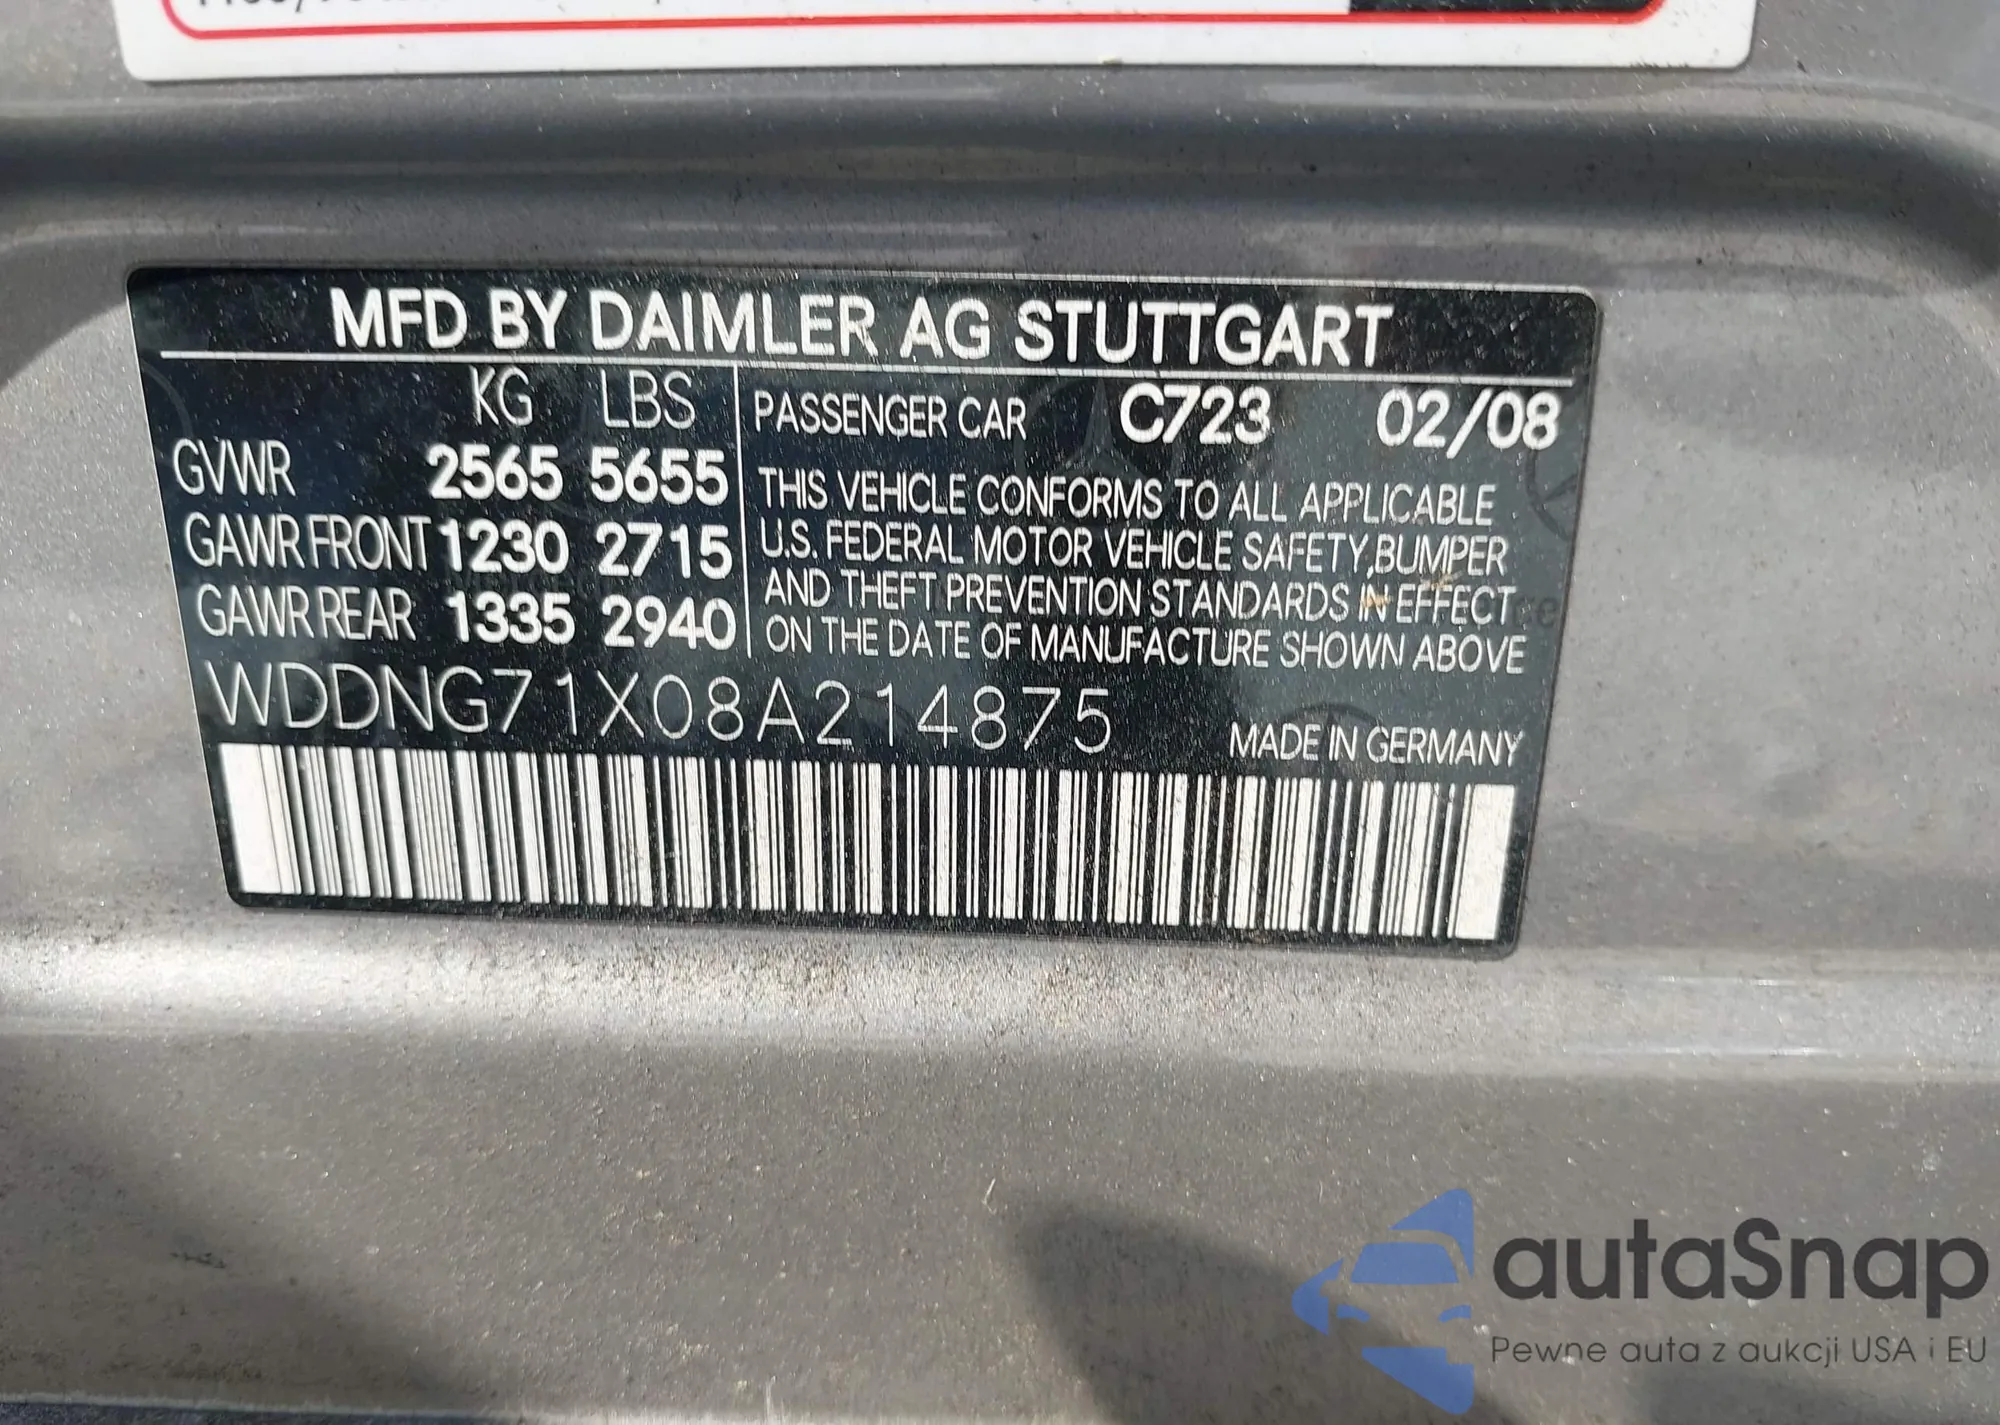 MFD BY DAIMLER AG STUTTGART
KG LBS
GVWR 2565 5655
GAWR FRONT 1230 2715
GAWR REAR 1335 2940
PASSENGER CAR C723 02/08
THIS VEHICLE CONFORMS TO ALL APPLICABLE
U.S. FEDERAL MOTOR VEHICLE SAFETY, BUMPER
AND THEFT PREVENTION STANDARDS IN EFFECT
ON THE DATE OF MANUFACTURE SHOWN ABOVE
WDDNG71X08A214875
MADE IN GERMANY
autaSnap
Pewne auta z aukcji USA i EU